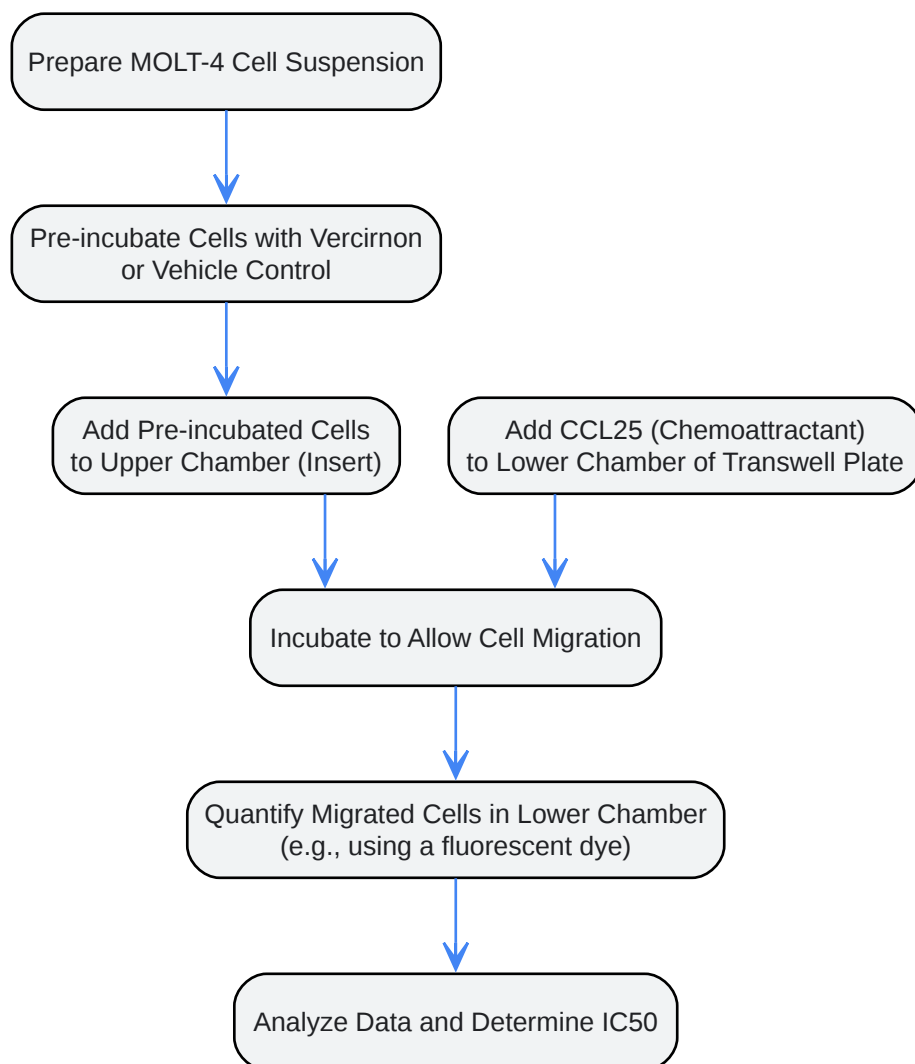 Prepare MOLT-4 Cell Suspension
Pre-incubate Cells with Vercirnon
or Vehicle Control
Add Pre-incubated Cells
to Upper Chamber (Insert)
Add CCL25 (Chemoattractant)
to Lower Chamber of Transwell Plate
Incubate to Allow Cell Migration
Quantify Migrated Cells in Lower Chamber
(e.g., using a fluorescent dye)
Analyze Data and Determine IC50